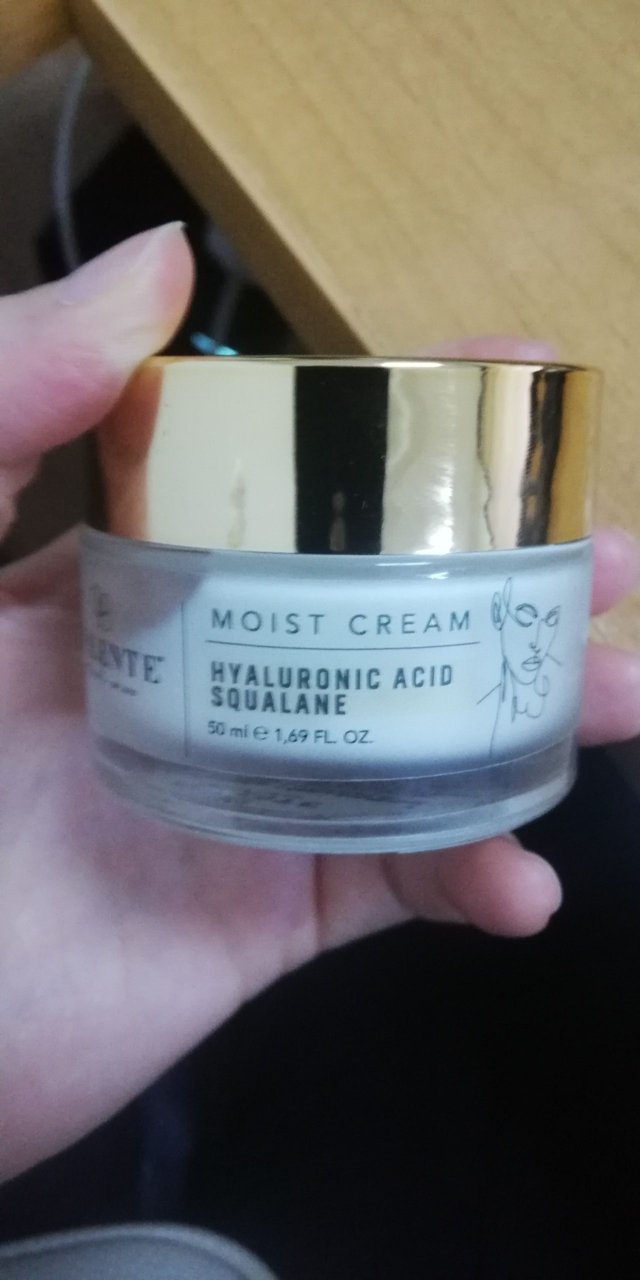 MOIST CREAM
HYALURONIC ACID
SQUALANE
50 ml ℮ 1,69 FL. OZ.